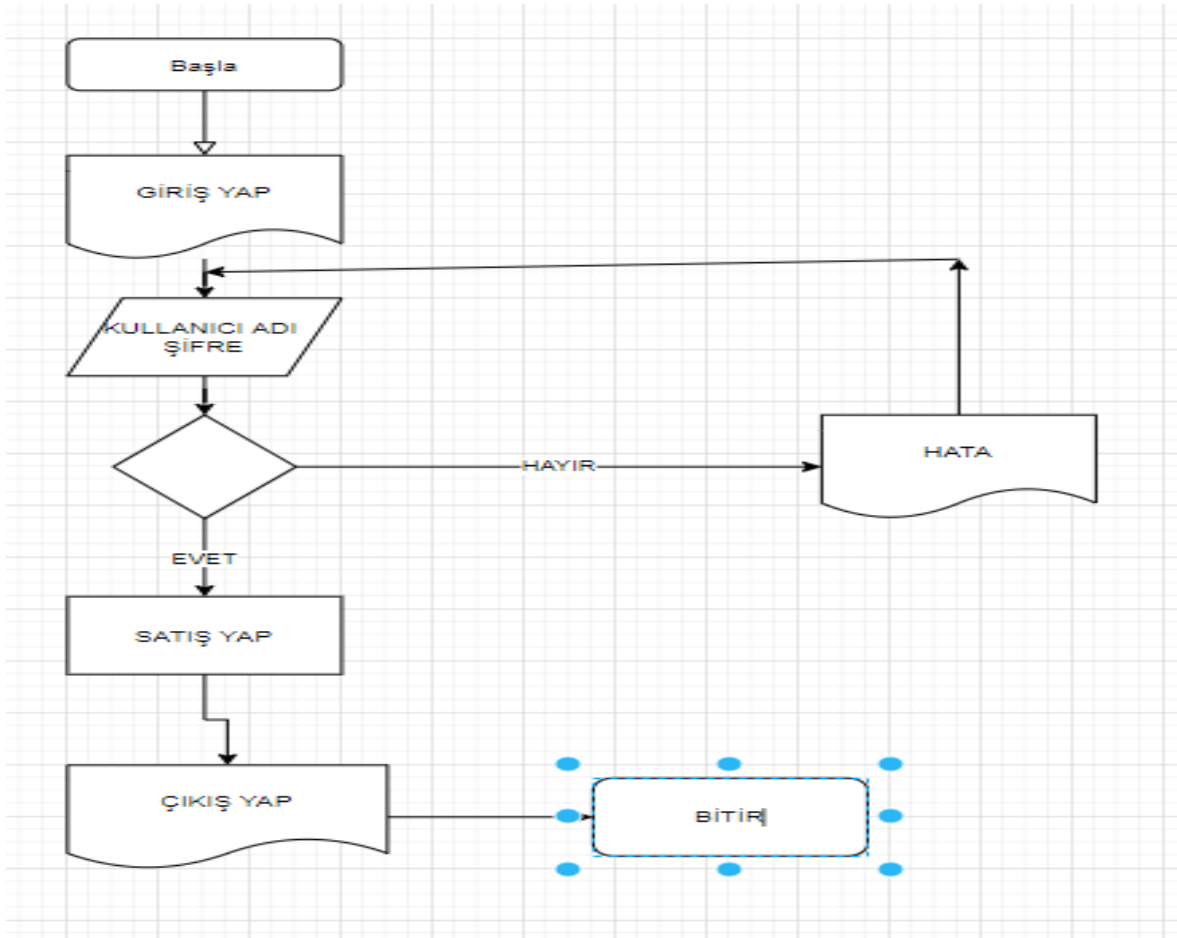 Başla
GİRİŞ YAP
KULLANICI ADI
ŞİFRE
HAYIR
HATA
EVET
SATIŞ YAP
ÇIKIŞ YAP
BİTİR